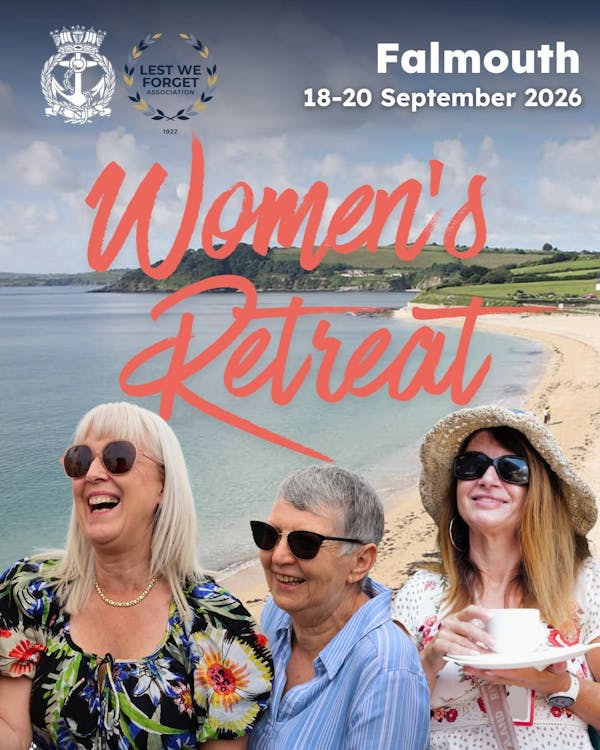 LEST WE
FORGET
ASSOCIATION
1922
Falmouth
18-20 September 2026
Women's
Retreat